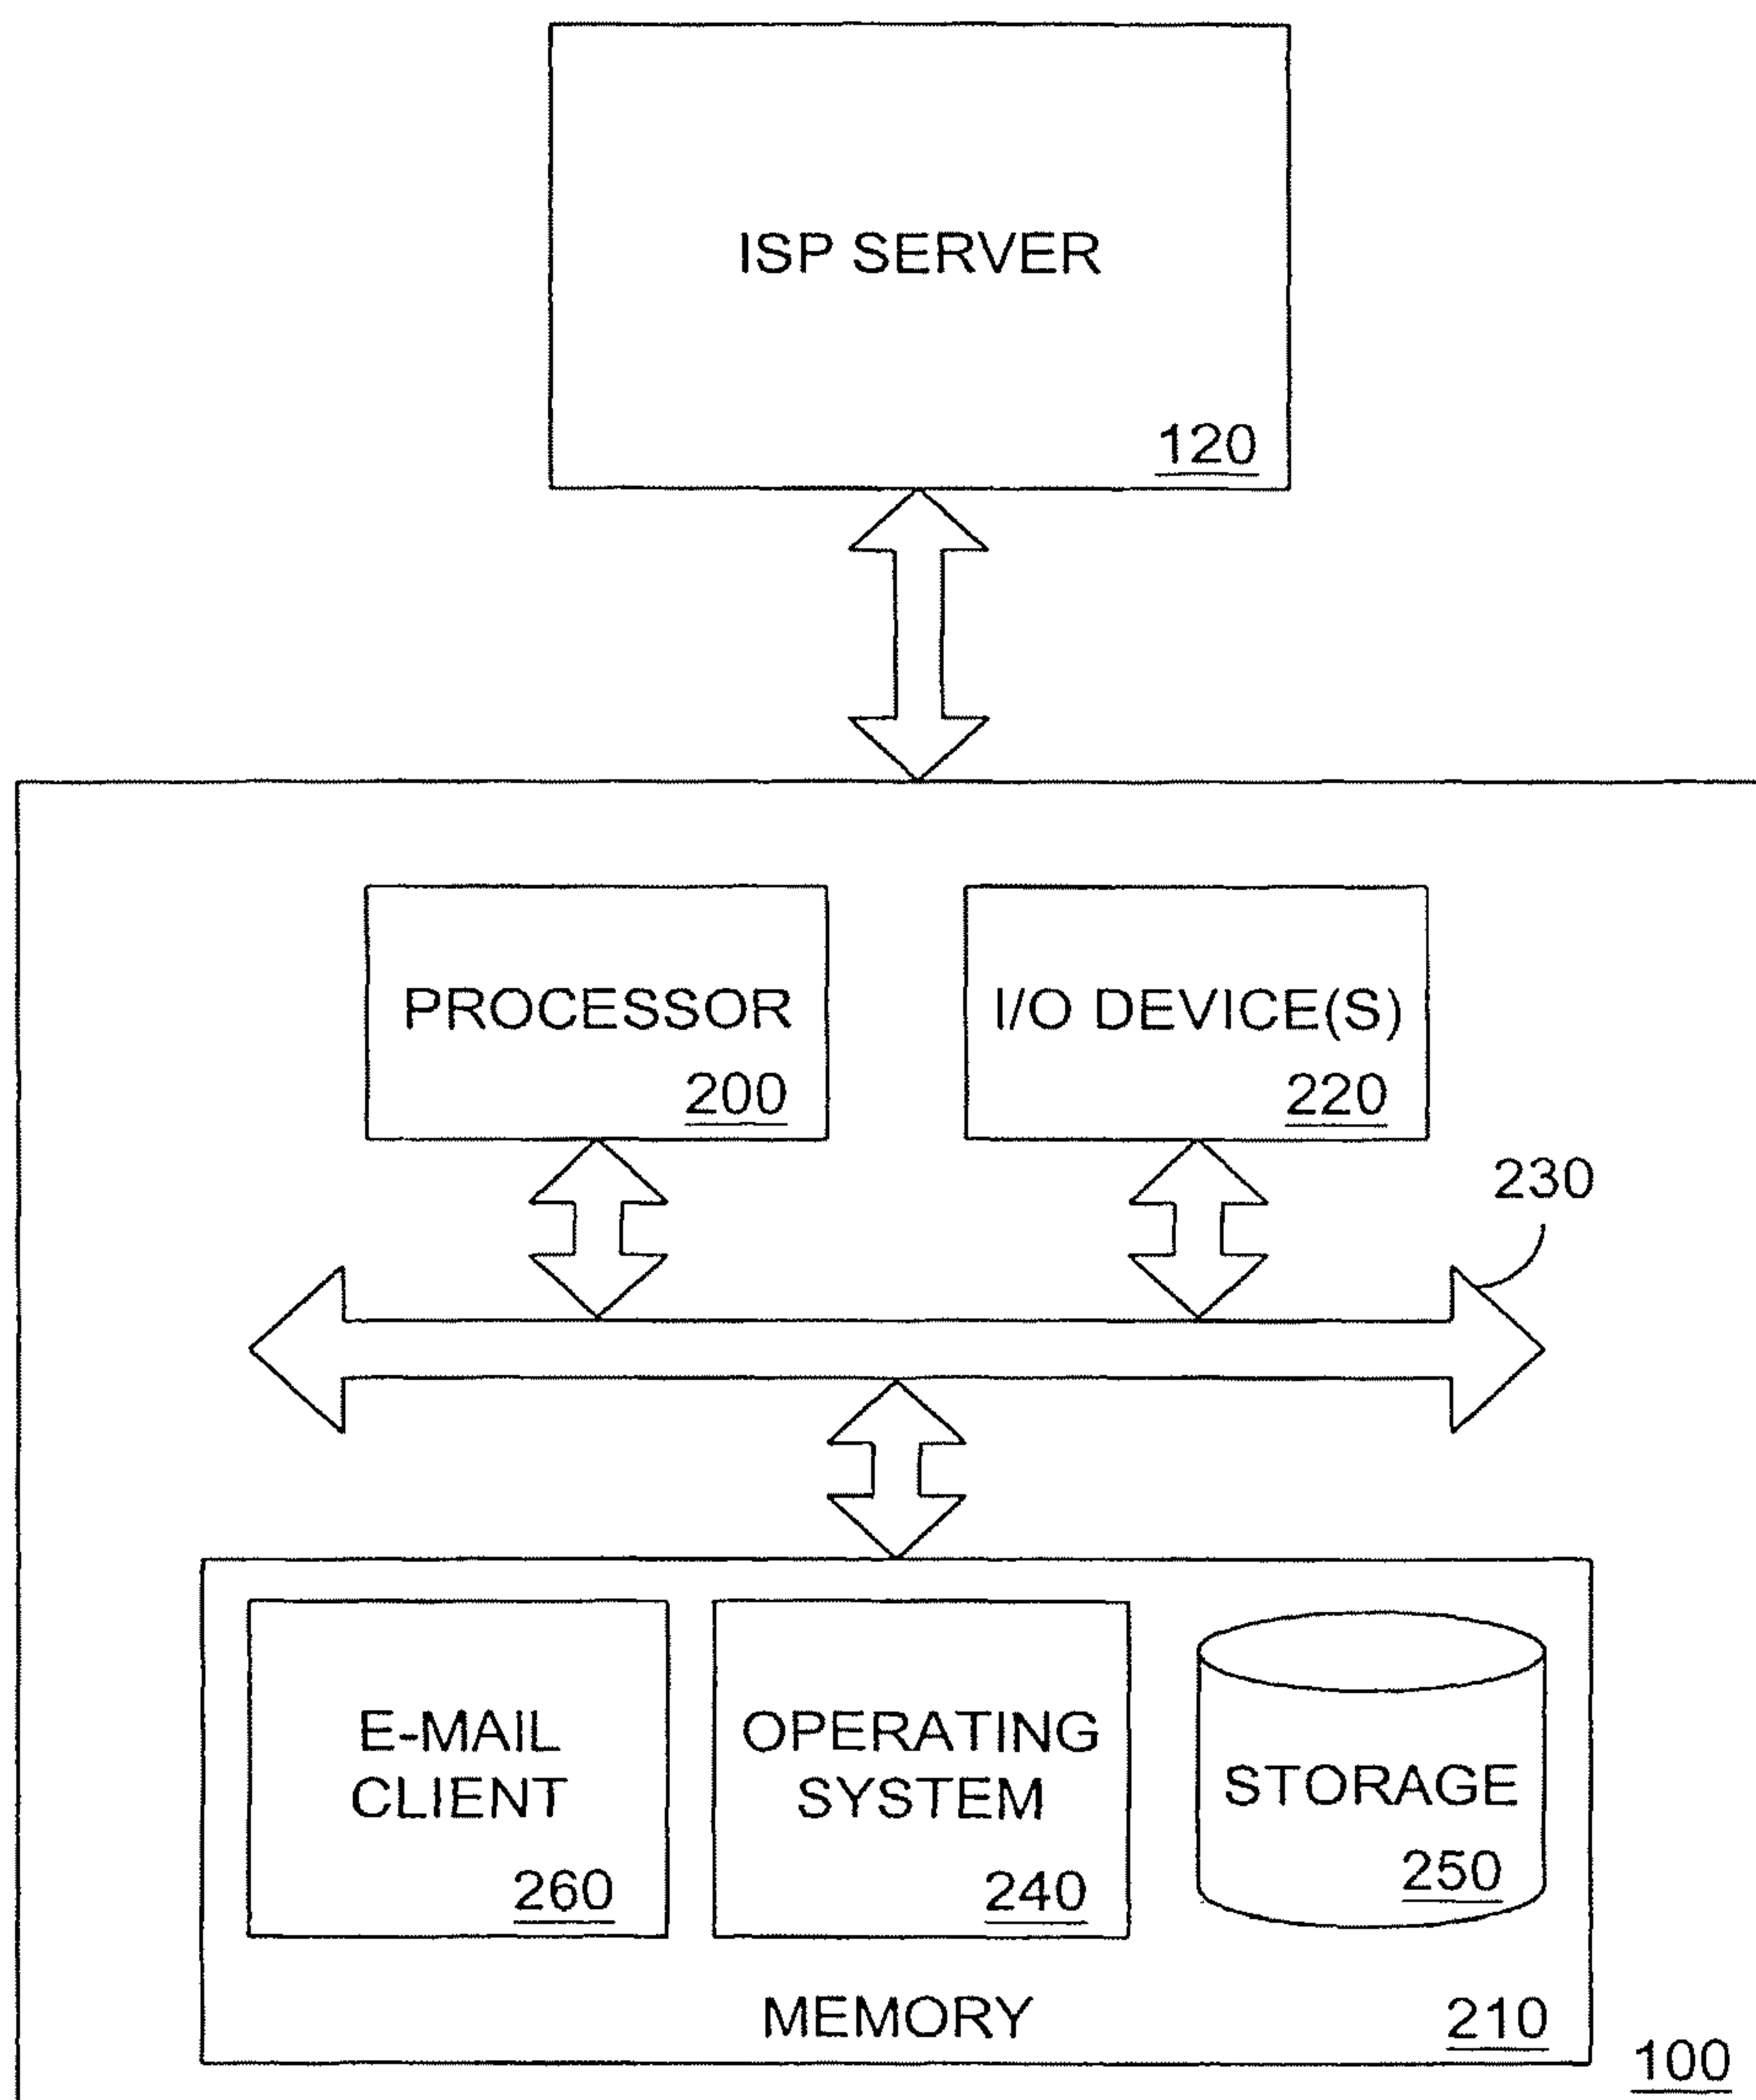 ISP SERVER
120
PROCESSOR
200
I/O DEVICE(S)
220
230
E-MAIL
CLIENT
260
OPERATING
SYSTEM
240
STORAGE
250
MEMORY
210
100